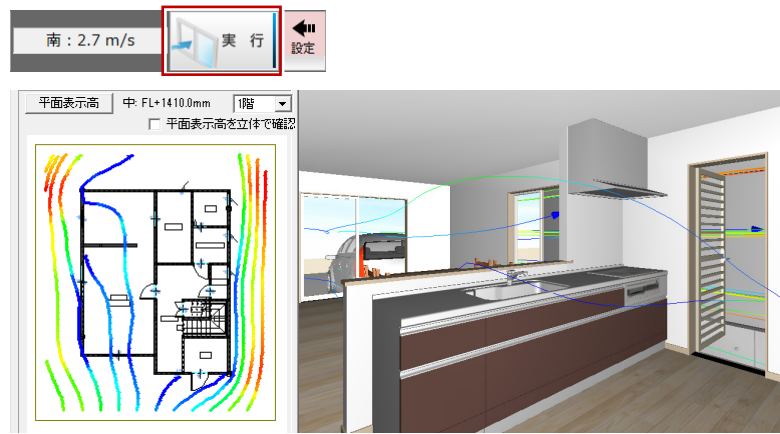 南：2.7 m/s
実 行
設定
平面表示高
中: FL+1410.0mm
1階
平面表示高を立体で確認